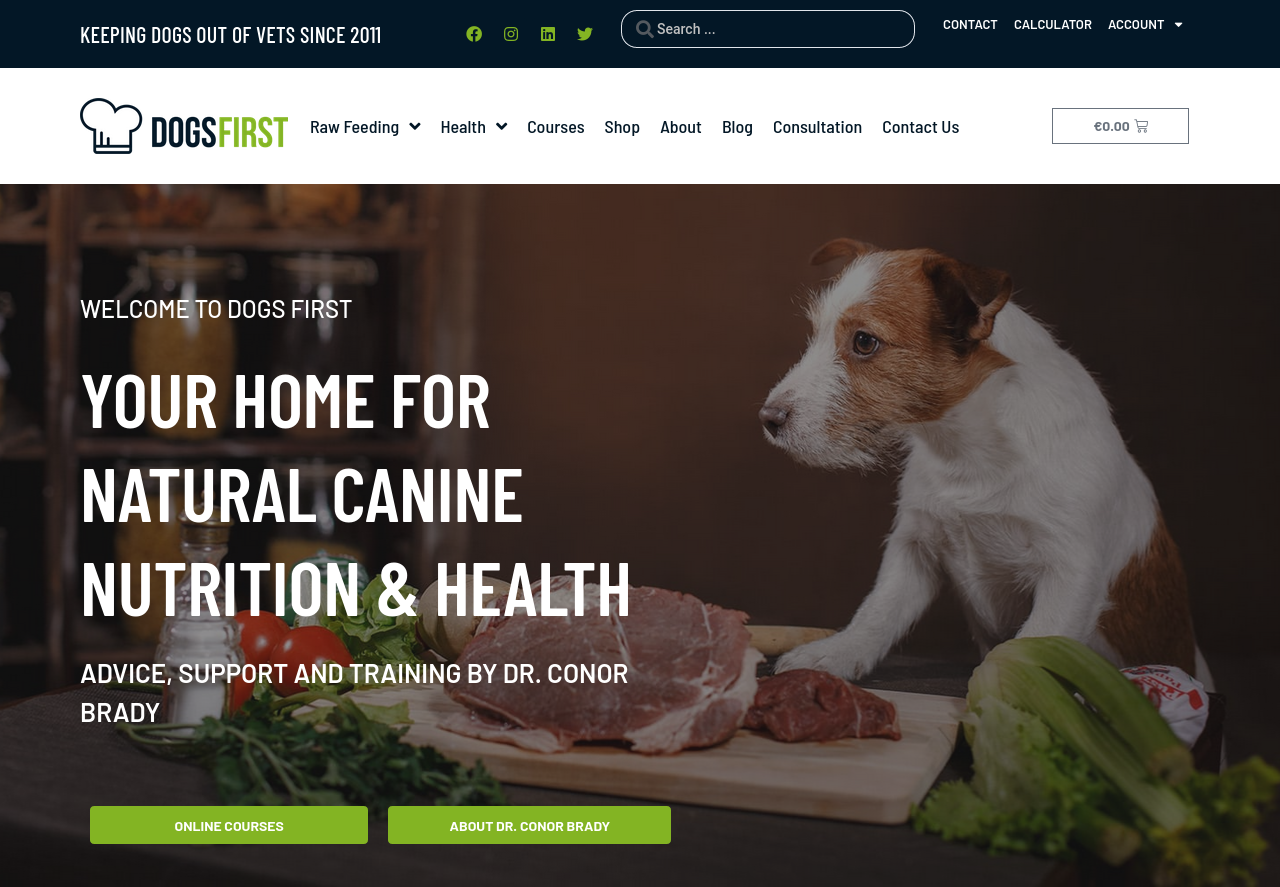 KEEPING DOGS OUT OF VETS SINCE 2011
Search ...
CONTACT CALCULATOR ACCOUNT
DOGSFIRST
Raw Feeding Health Courses Shop About Blog Consultation Contact Us
€0.00
WELCOME TO DOGS FIRST
YOUR HOME FOR
NATURAL CANINE
NUTRITION & HEALTH
ADVICE, SUPPORT AND TRAINING BY DR. CONOR
BRADY
ONLINE COURSES
ABOUT DR. CONOR BRADY